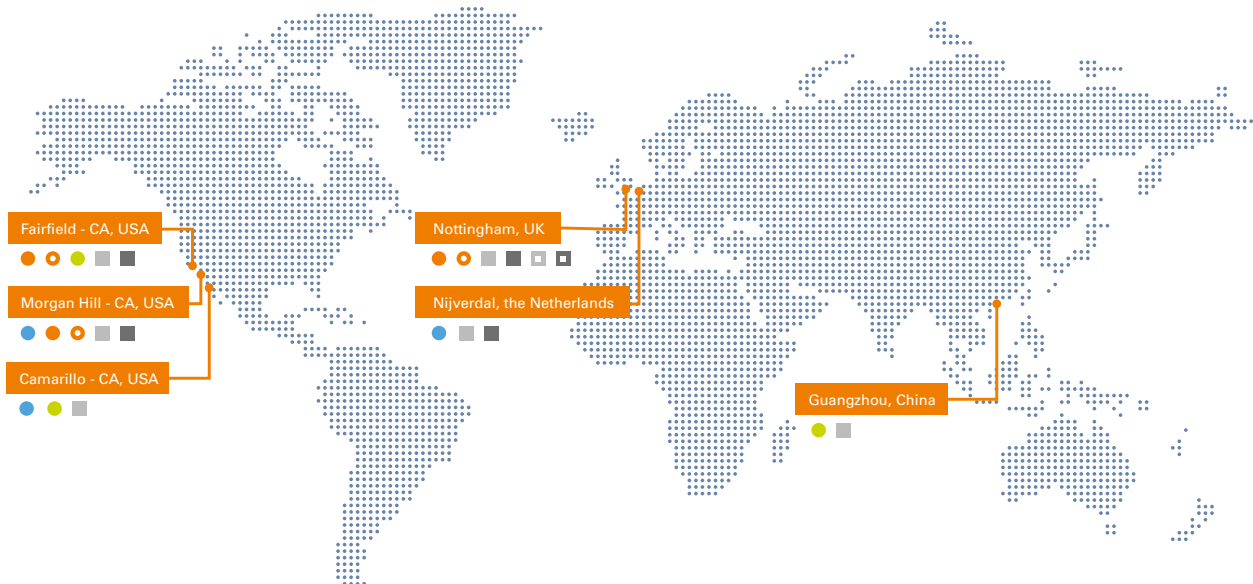 Fairfield - CA, USA
Morgan Hill - CA, USA
Camarillo - CA, USA
Nottingham, UK
Nijverdal, the Netherlands
Guangzhou, China